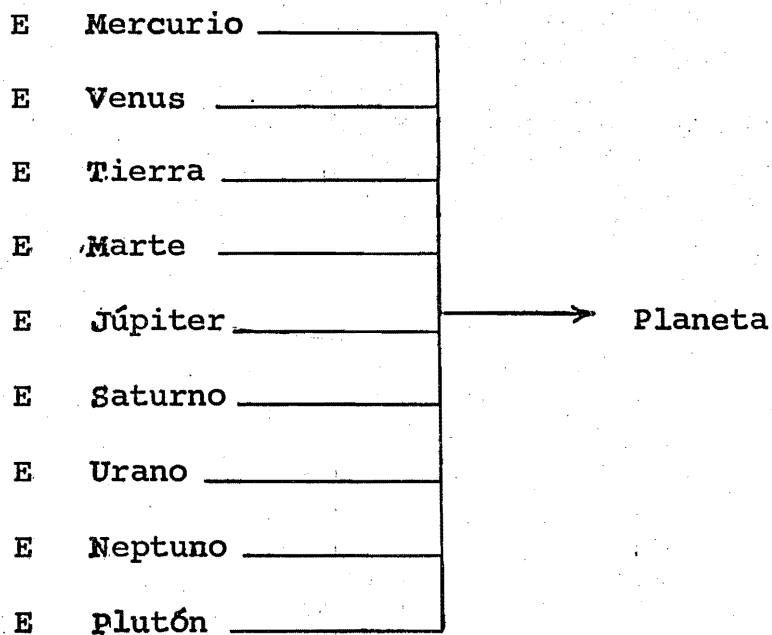 E Mercurio
E Venus
E Tierra
E Marte
E Júpiter
Planeta
E Saturno
E Urano
E Neptuno
E Plutón